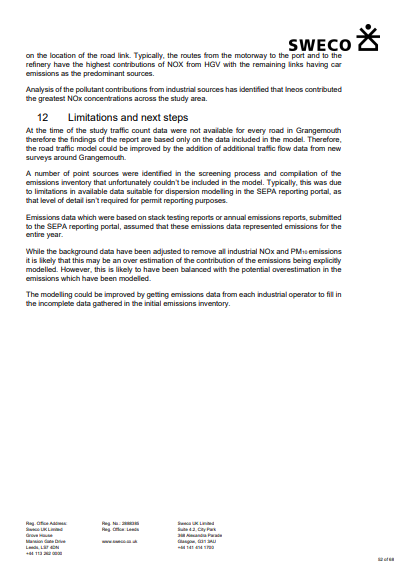 SWECO
on the location of the road link. Typically, the routes from the motorway to the port and to the
refinery have the highest contributions of NOX from HGV with the remaining links having car
emissions as the predominant sources.
Analysis of the pollutant contributions from industrial sources has identified that Ineos contributed
the greatest NOx concentrations across the study area.
12 Limitations and next steps
At the time of the study traffic count data were not available for every road in Grangemouth
therefore the findings of the report are based only on the data included in the model. Therefore,
the road traffic model could be improved by the addition of additional traffic flow data from new
surveys around Grangemouth.
A number of point sources were identified in the screening process and compilation of the
emissions inventory that unfortunately couldn't be included in the model. Typically, this was due
to limitations in available data suitable for dispersion modelling in the SEPA reporting portal, as
that level of detail isn't required for permit reporting purposes.
Emissions data which were based on stack testing reports or annual emissions reports, submitted
to the SEPA reporting portal, assumed that these emissions data represented emissions for the
entire year.
While the background data have been adjusted to remove all industrial NOx and PM10 emissions
it is likely that this may be an over estimation of the contribution of the emissions being explicitly
modelled. However, this is likely to have been balanced with the potential overestimation in the
emissions which have been modelled.
The modelling could be improved by getting emissions data from each industrial operator to fill in
the incomplete data gathered in the initial emissions inventory.
Reg. Office Address:
Sweco UK Limited
Grove House
Mansion Gate Drive
Leeds, LS7 4DN
+44 113 262 0000
Reg. No.: 2888385
Reg. Office: Leeds
www.sweco.co.uk
Sweco UK Limited
Suite 4.2, City Park
368 Alexandra Parade
Glasgow, G31 3AU
+44 141 414 1700
52 of 68